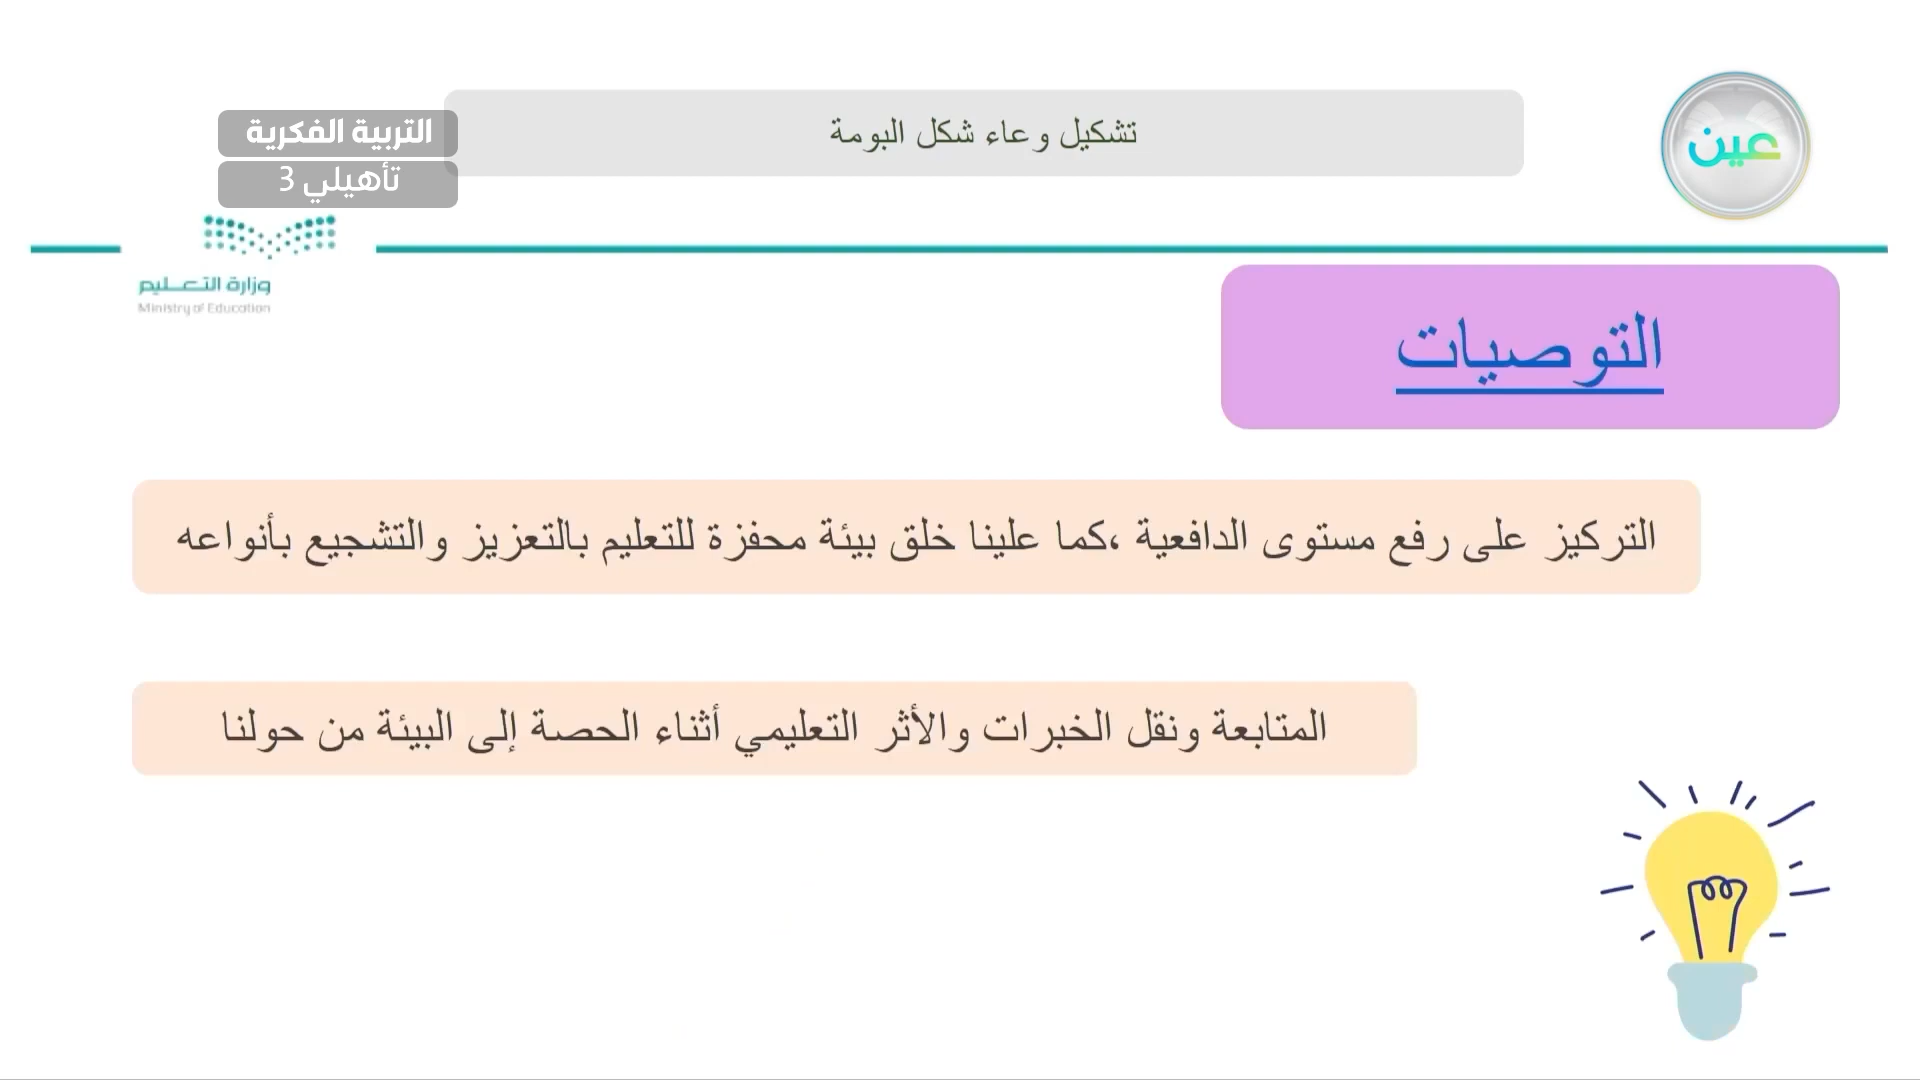 عين
تشكيل وعاء شكل البومة
التربية الفكرية
تأهيلي 3
وزارة التعليم
Ministry of Education
التوصيات
التركيز على رفع مستوى الدافعية ،كما علينا خلق بيئة محفزة للتعليم بالتعزيز والتشجيع بأنواعه
المتابعة ونقل الخبرات والأثر التعليمي أثناء الحصة إلى البيئة من حولنا